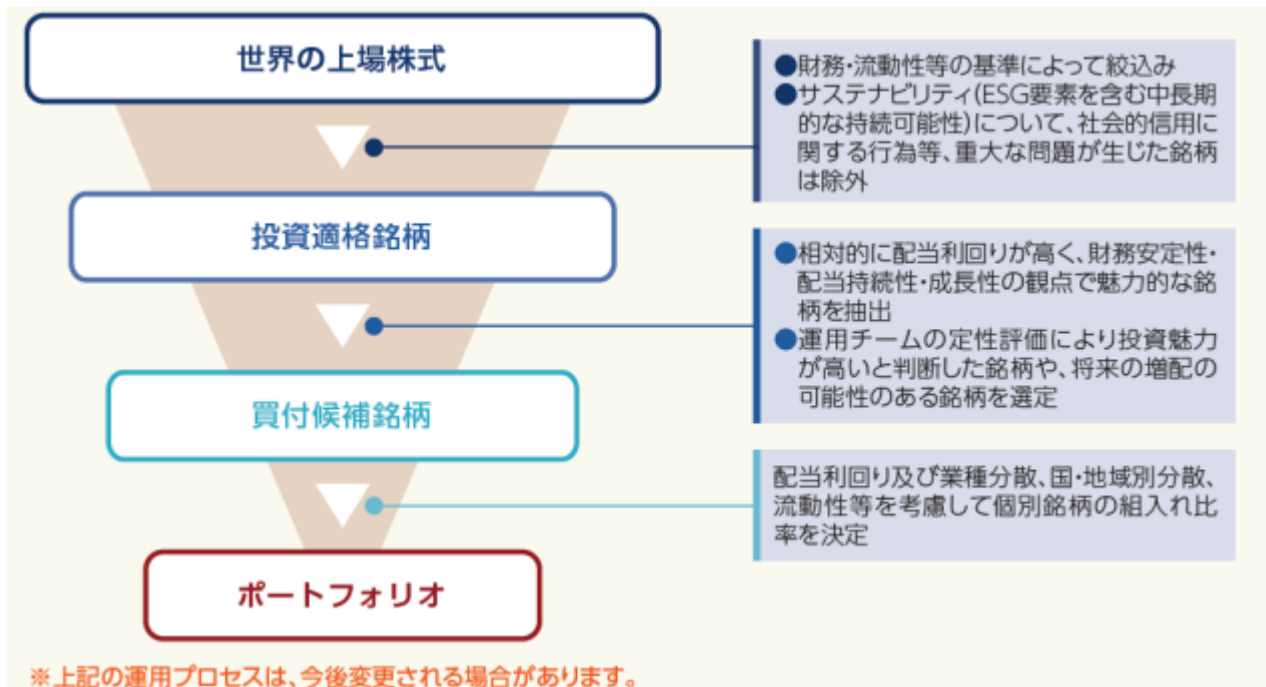 世界の上場株式
●財務・流動性等の基準によって絞込み
●サステナビリティ(ESG要素を含む中長期
的な持続可能性)について、社会的信用に
関する行為等、重大な問題が生じた銘柄
は除外
投資適格銘柄
●相対的に配当利回りが高く、財務安定性・
配当持続性・成長性の観点で魅力的な銘
柄を抽出
●運用チームの定性評価により投資魅力
が高いと判断した銘柄や、将来の増配の
可能性のある銘柄を選定
買付候補銘柄
配当利回り及び業種分散、国・地域別分散、
流動性等を考慮して個別銘柄の組入れ比
率を決定
ポートフォリオ
※上記の運用プロセスは、今後変更される場合があります。